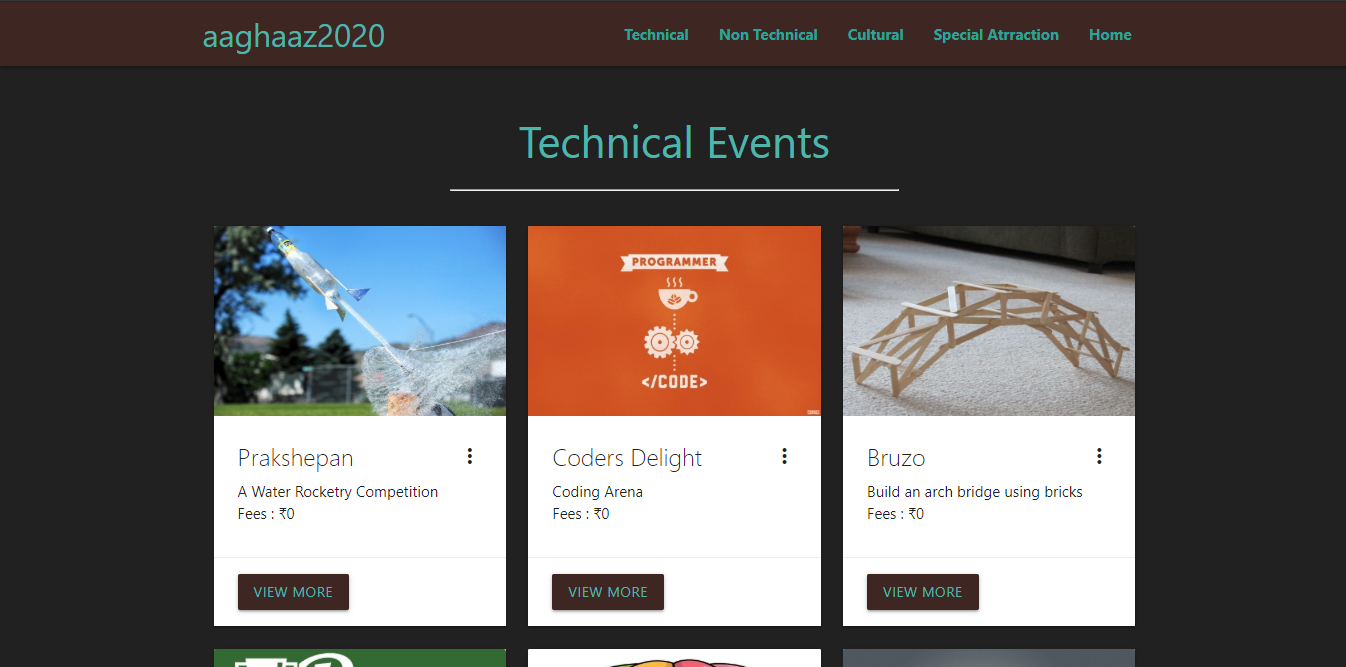 aaghaaz2020
Technical
Non Technical
Cultural
Special Atrraction
Home
Technical Events
PROGRAMMER
</CODE>
Prakshepan
A Water Rocketry Competition
Fees : ₹0
VIEW MORE
Coders Delight
Coding Arena
Fees : ₹0
VIEW MORE
Bruzo
Build an arch bridge using bricks
Fees : ₹0
VIEW MORE